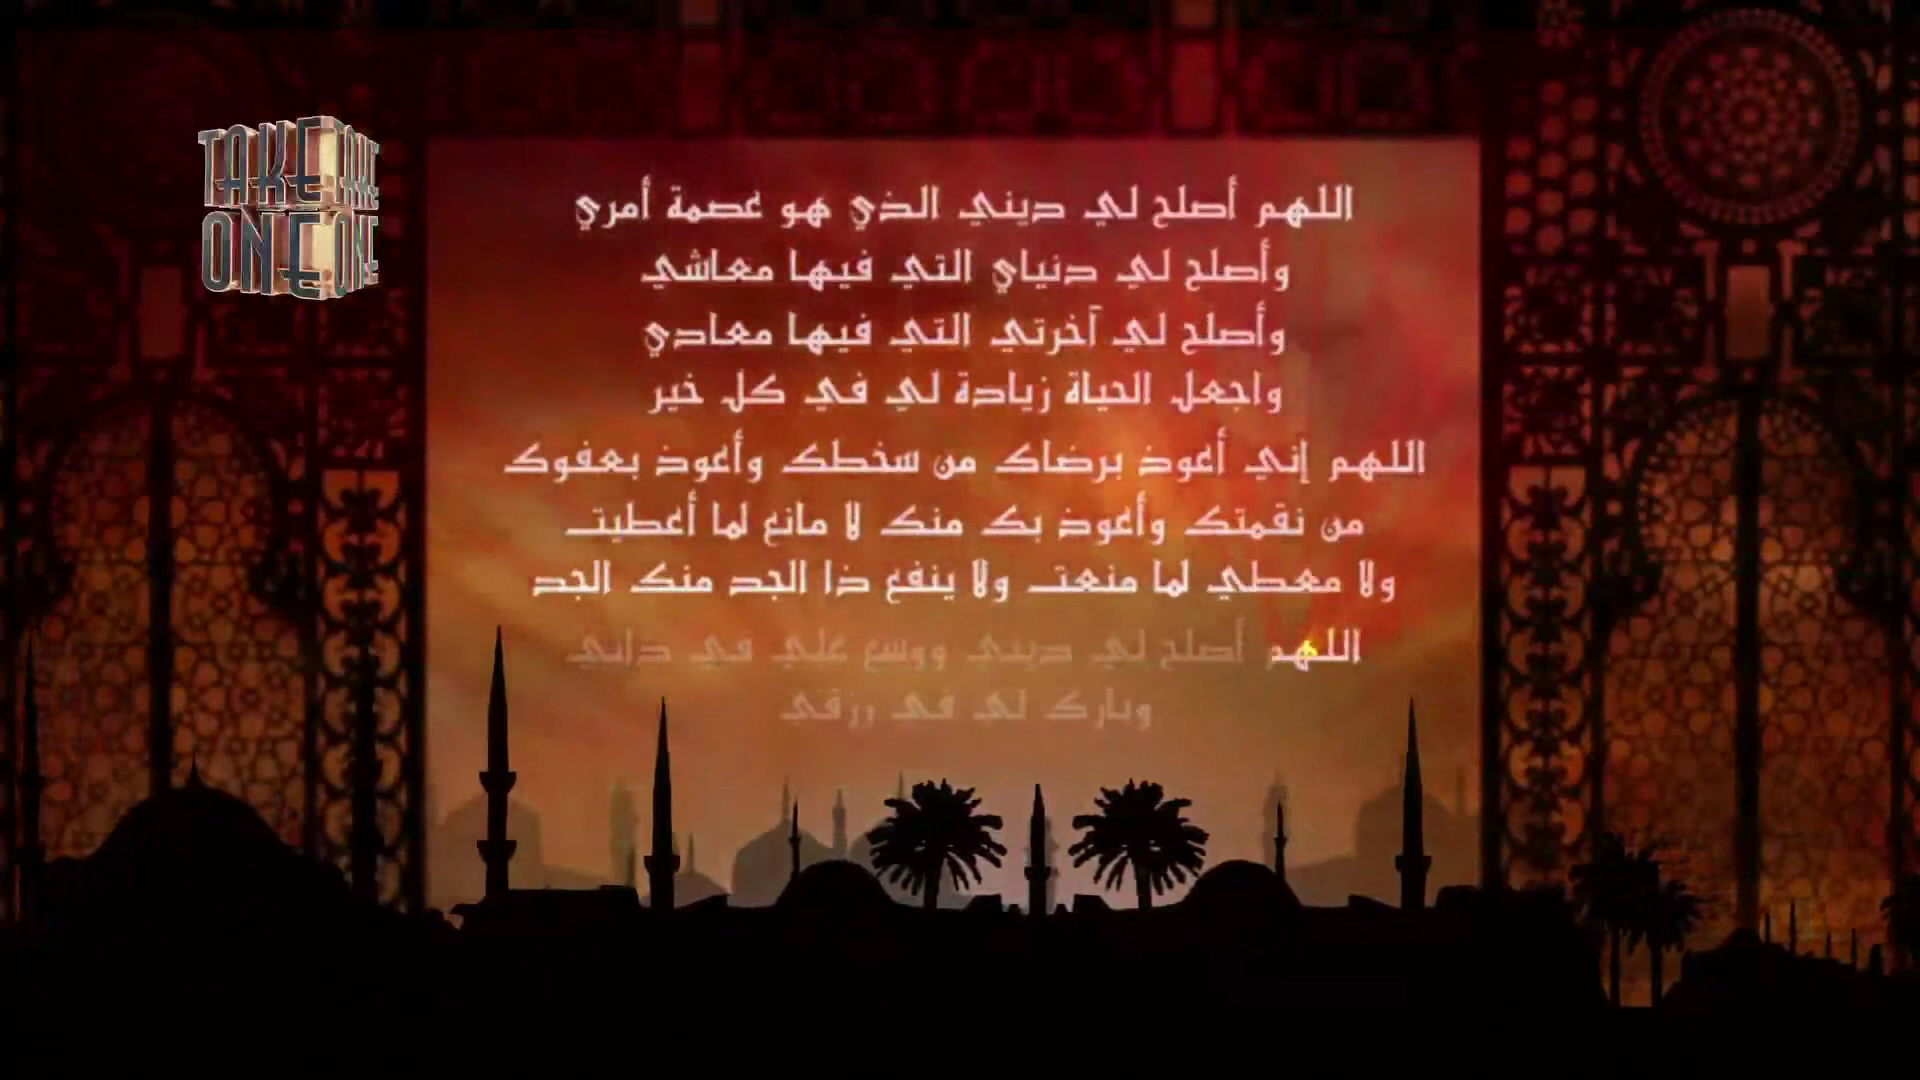 TAKE TAKE
ONE ONE
اللهم أصلح لي ديني الذي هو عصمة أمري
وأصلح لي دنياي التي فيها معاشي
وأصلح لي آخرتي التي فيها معادي
واجعل الحياة زيادة لي في كل خير
اللهم إني أعوذ برضاك من سخطك وأعوذ بعفوك
من نقمتك وأعوذ بك منك لا مانع لما أعطيت
ولا معطي لما منعت ولا ينفع ذا الجد منك الجد
اللهم أصلح لي ديني ووسع علي في ذاتي
وبارك لي في رزقي